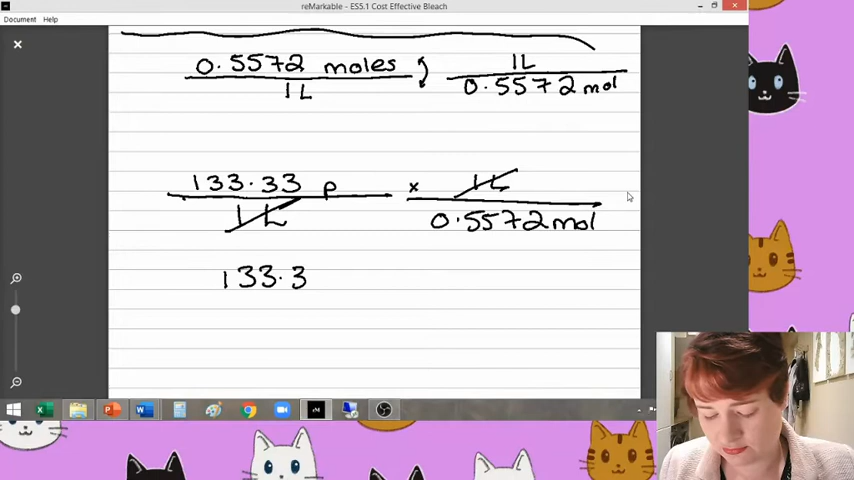 reMarkable - ES5.1 Cost Effective Bleach
Document Help
0.5572 moles 1L
1L 0.5572 mol
133.33 p × 1L
1L 0.5572 mol
133.3